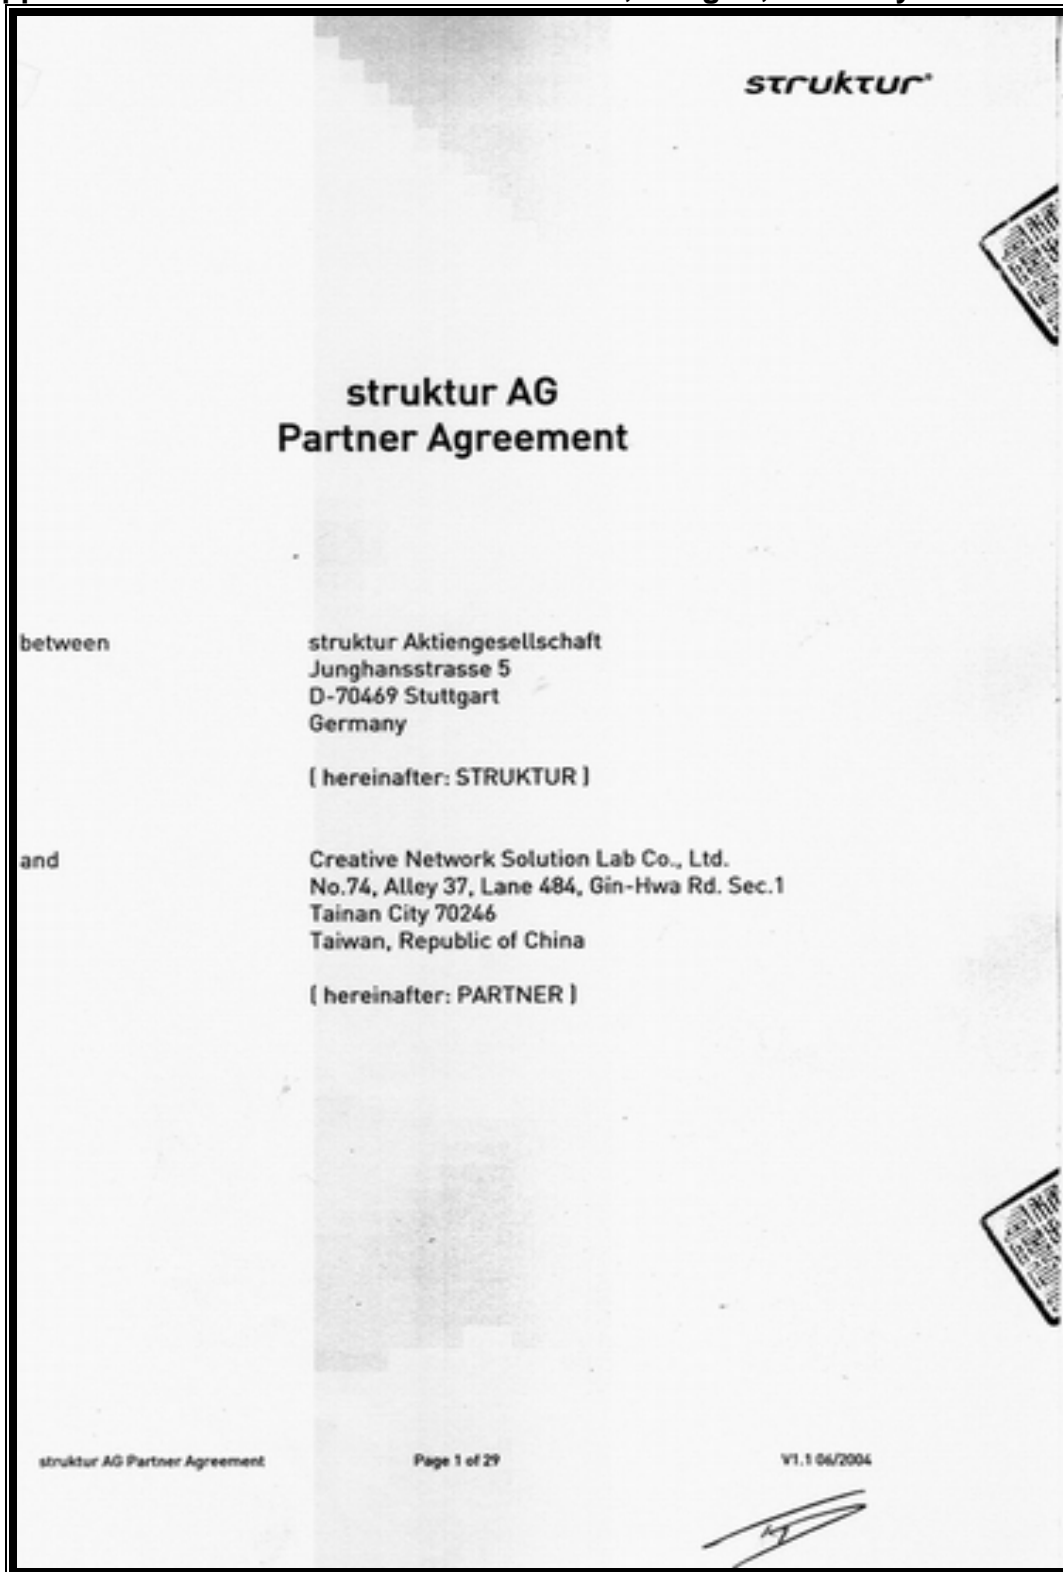 struktur
struktur AG
Partner Agreement
between
struktur Aktiengesellschaft
Junghansstrasse 5
D-70469 Stuttgart
Germany
( hereinafter: STRUKTUR )
and
Creative Network Solution Lab Co., Ltd.
No.74, Alley 37, Lane 484, Gin-Hwa Rd. Sec.1
Tainan City 70246
Taiwan, Republic of China
( hereinafter: PARTNER )
struktur AG Partner Agreement Page 1 of 29 V1.1 06/2004